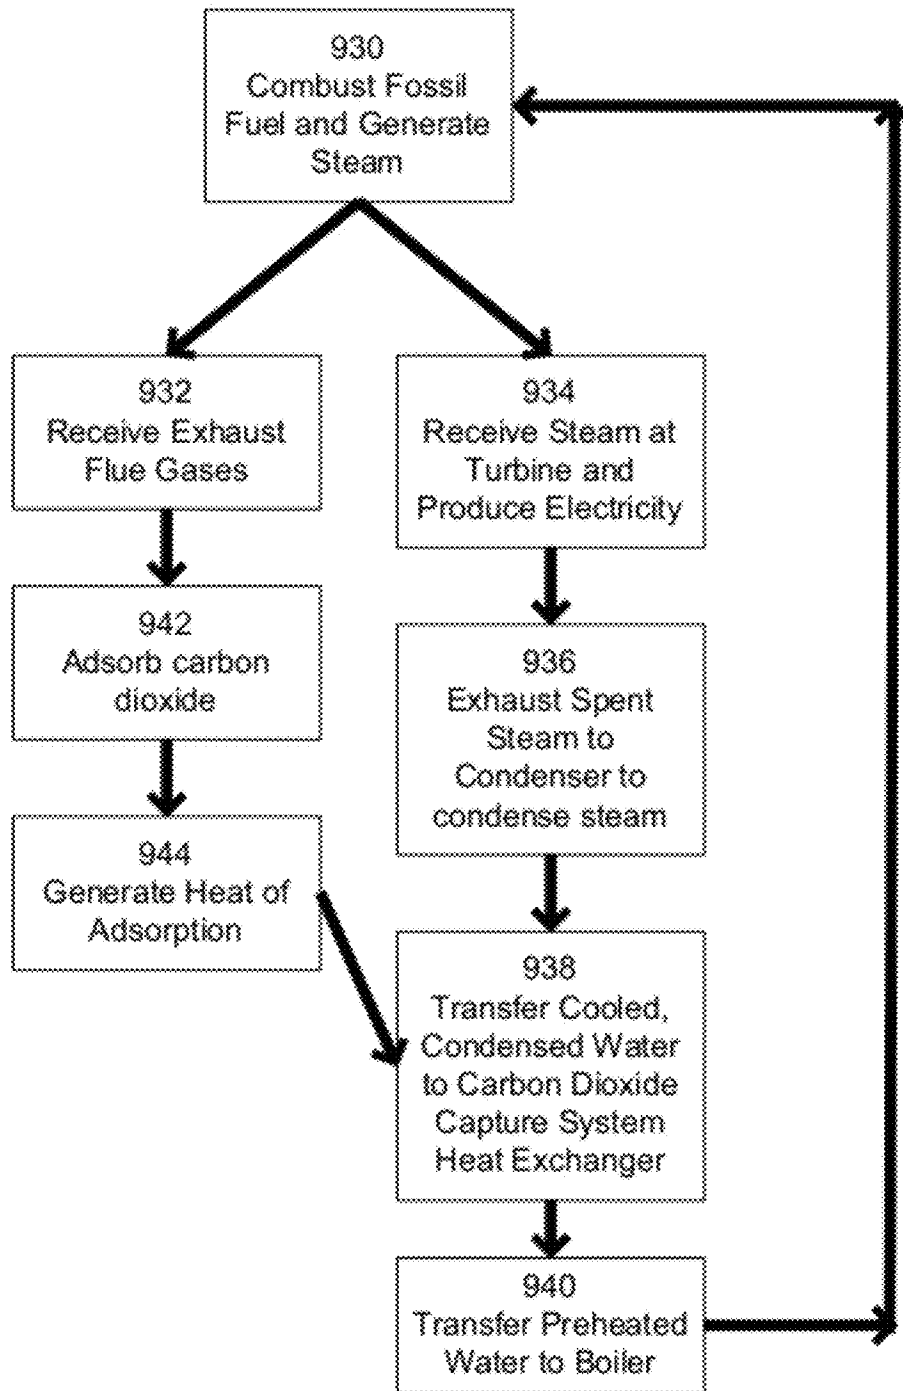 930
Combust Fossil
Fuel and Generate
Steam
932
Receive Exhaust
Flue Gases
934
Receive Steam at
Turbine and
Produce Electricity
942
Adsorb carbon
dioxide
936
Exhaust Spent
Steam to
Condenser to
condense steam
944
Generate Heat of
Adsorption
938
Transfer Cooled,
Condensed Water
to Carbon Dioxide
Capture System
Heat Exchanger
940
Transfer Preheated
Water to Boiler